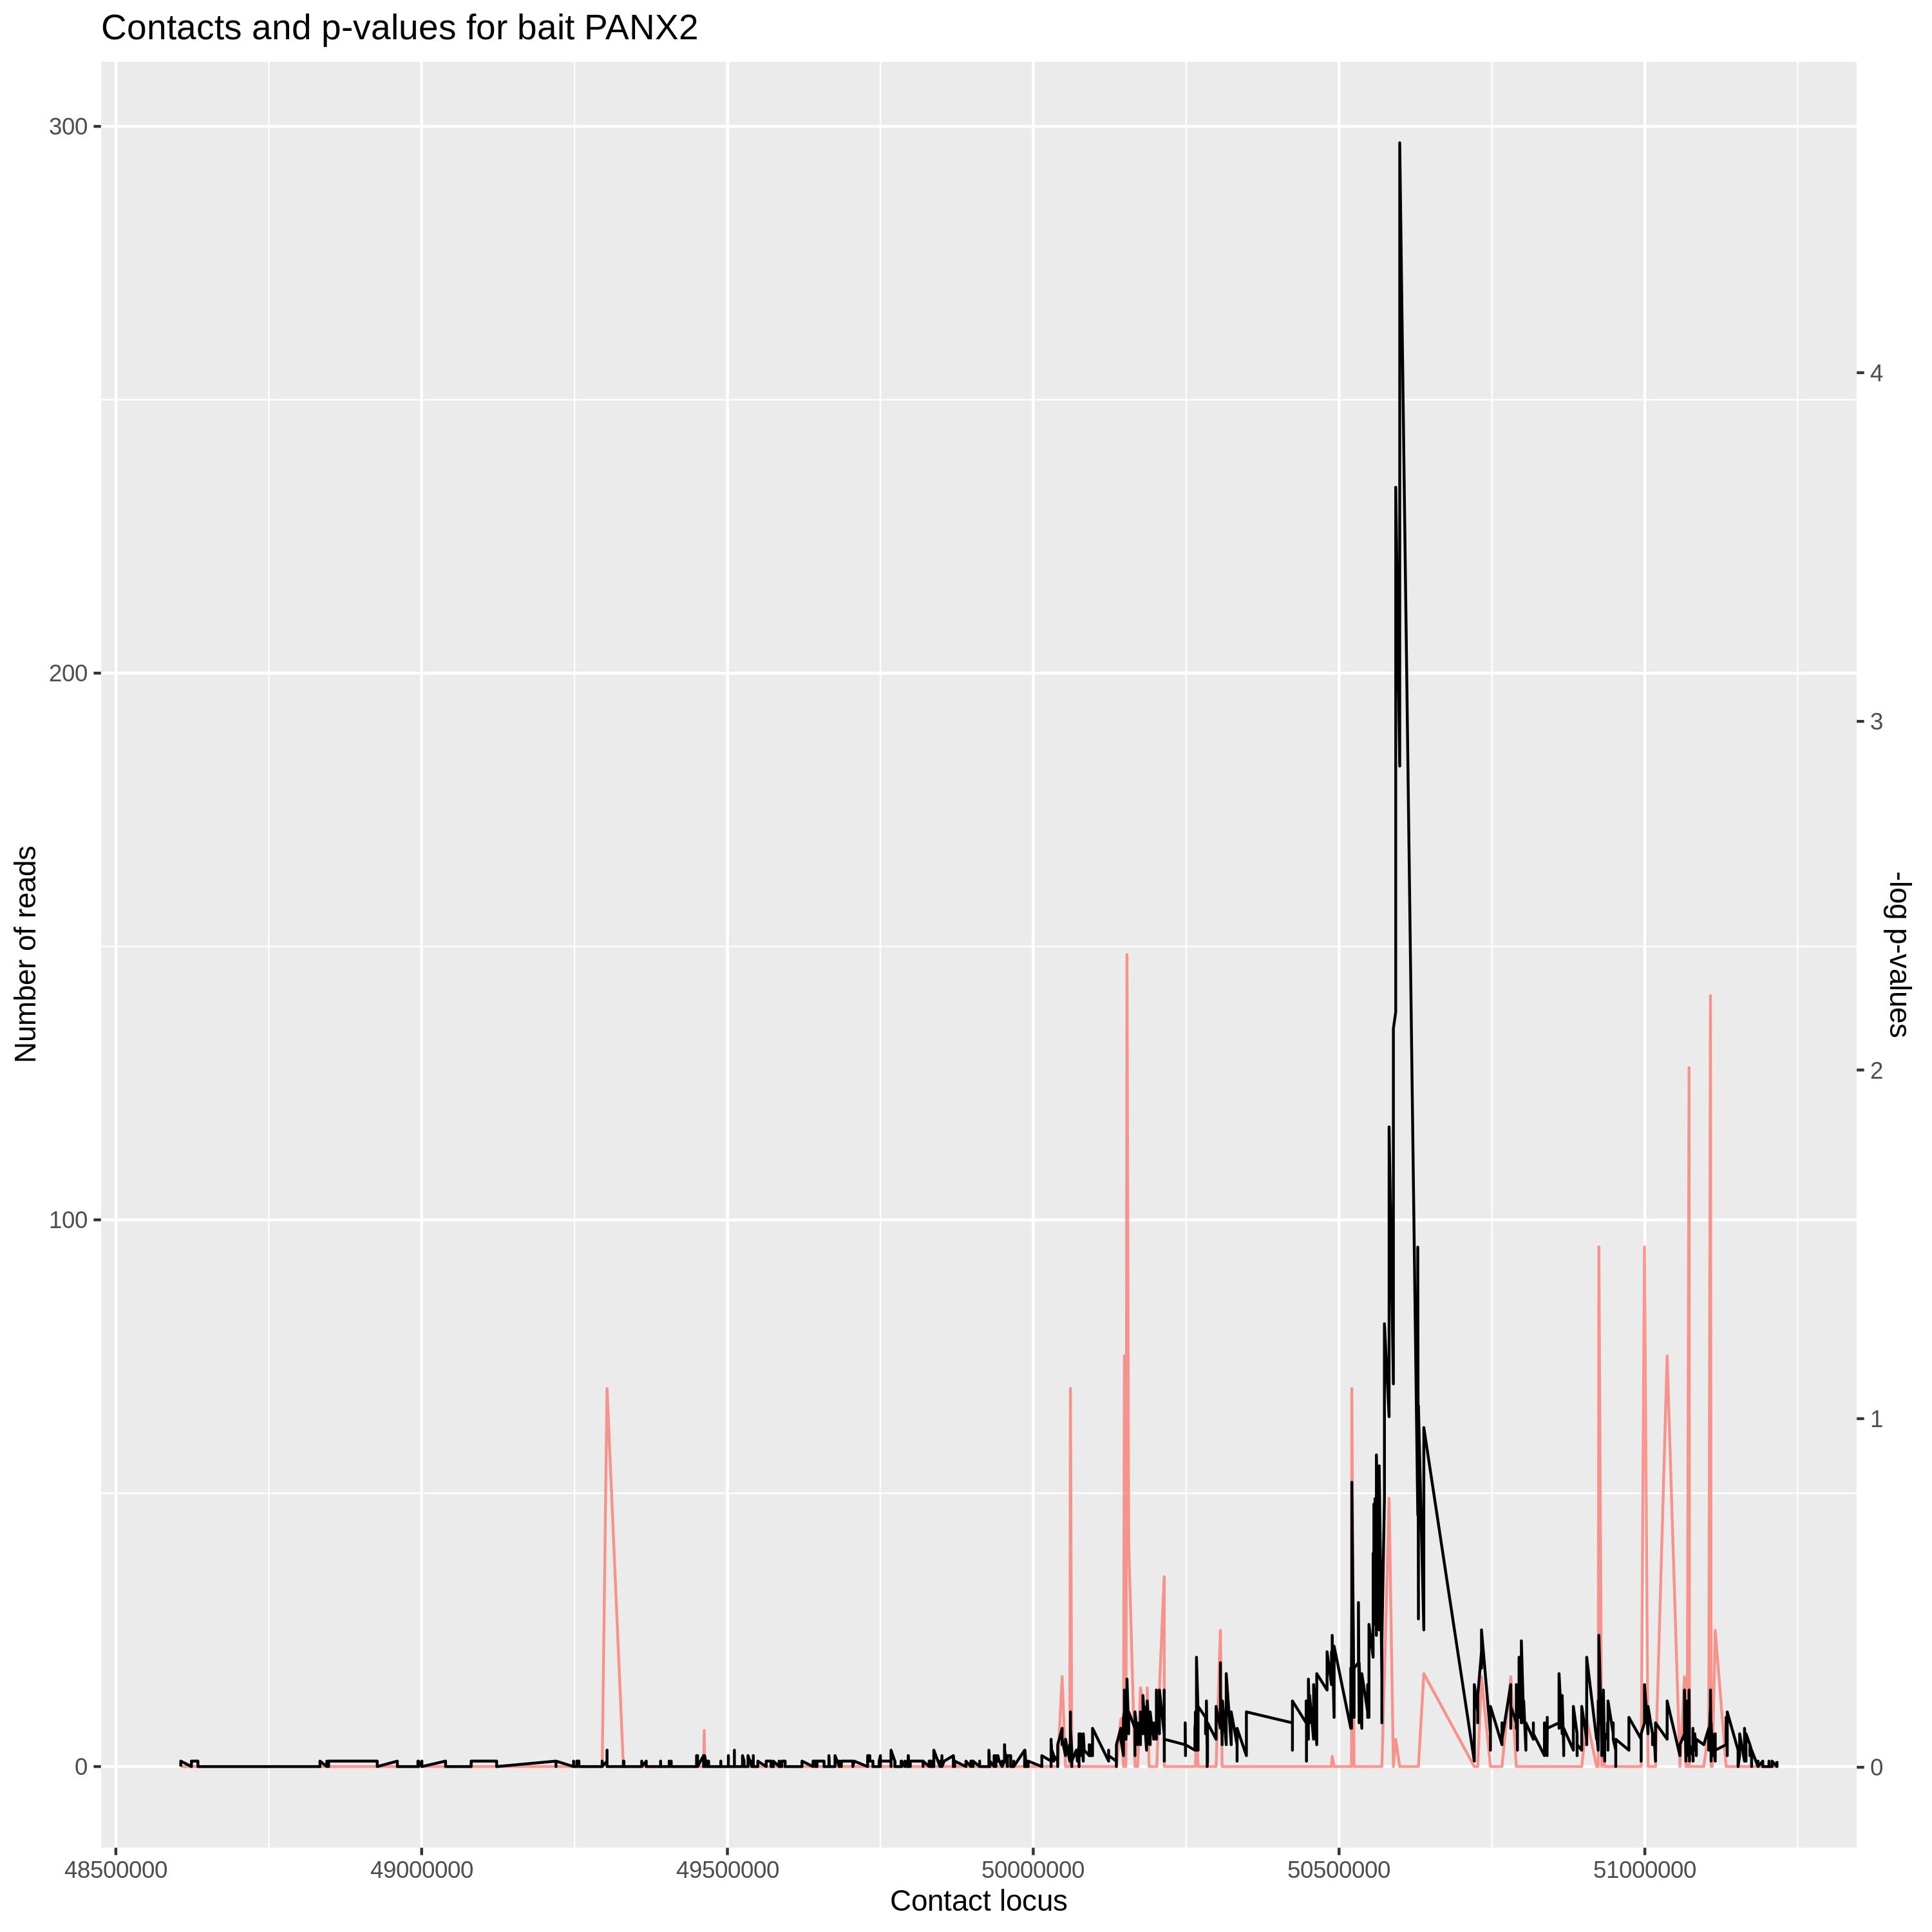 Contacts and p-values for bait PANX2
300
200
100
0
Number of reads
4
3
2
1
0
-log p-values
48500000 49000000 49500000 50000000 50500000 51000000
Contact locus